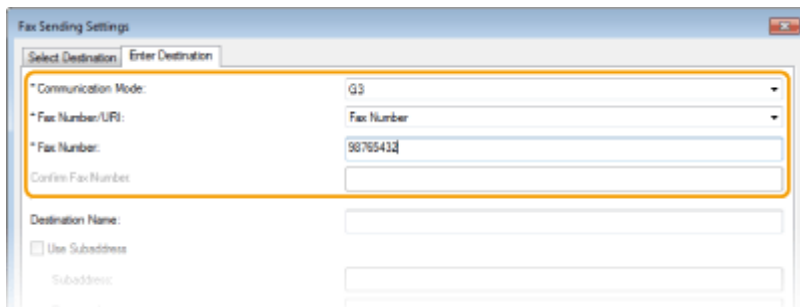 Fax Sending Settings
Select Destination Enter Destination
* Communication Mode: G3
* Fax Number/URI: Fax Number
* Fax Number: 98765432
Confirm Fax Number:
Destination Name:
Use Subaddress
Subaddress: